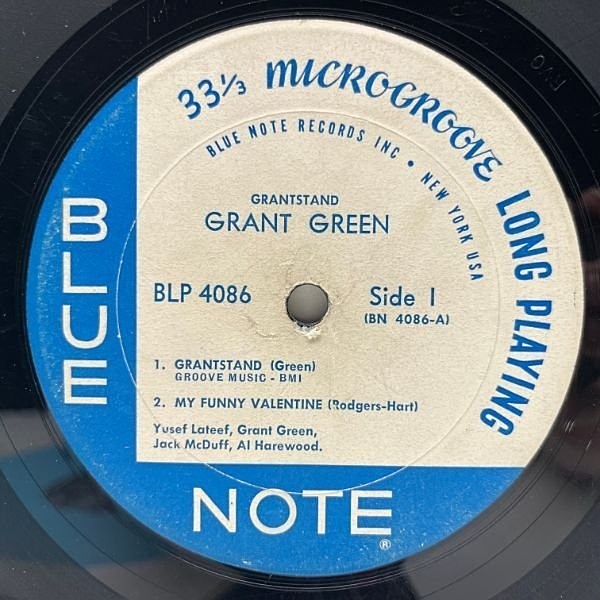 33⅓ MICROGROOVE LONG PLAYING
BLUE NOTE RECORDS INC • NEW YORK USA
GRANTSTAND
GRANT GREEN
BLP 4086
Side 1
(BN 4086-A)
1. GRANTSTAND (Green)
GROOVE MUSIC - BMI
2. MY FUNNY VALENTINE (Rodgers-Hart)
Yusef Lateef, Grant Green,
Jack McDuff, Al Harewood.
BLUE
NOTE
®